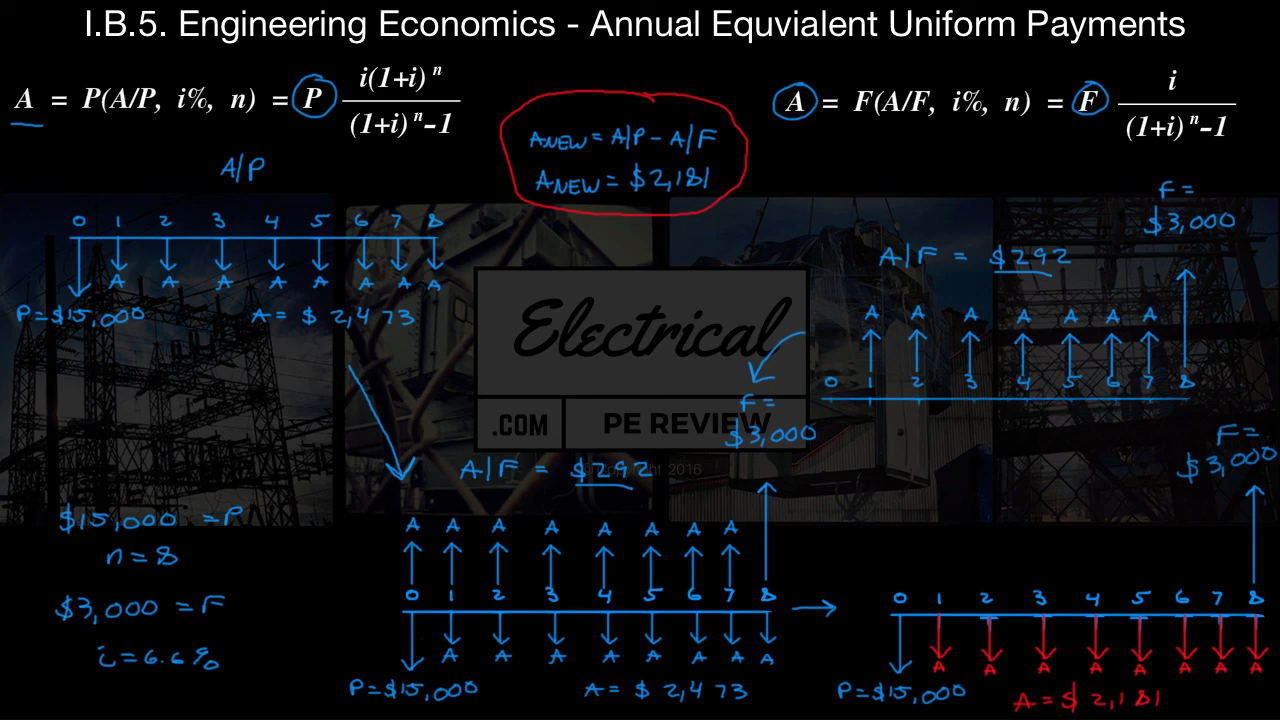 I.B.5. Engineering Economics - Annual Equvialent Uniform Payments
A = P(A/P, i%, n) = P i(1+i)^n / (1+i)^n-1
A = F(A/F, i%, n) = F i / (1+i)^n-1
ANEW = A/P - A/F
ANEW = $2,181
A/P
0 1 2 3 4 5 6 7 8
A A A A A A A A
P=$15,000 A = $2,473
F =
$3,000
A/F = $292
A A A A A A A
0 1 2 3 4 5 6 7 8
Electrical
.COM PE REVIEW
© Copyright 2016
F =
$3,000
A/F = $292
A A A A A A A A
0 1 2 3 4 5 6 7 8
A A A A A A A A
P=$15,000 A = $2,473
$15,000 = P
n = 8
$3,000 = F
i = 6.6%
F =
$3,000
0 1 2 3 4 5 6 7 8
A A A A A A A A
P=$15,000 A = $2,181